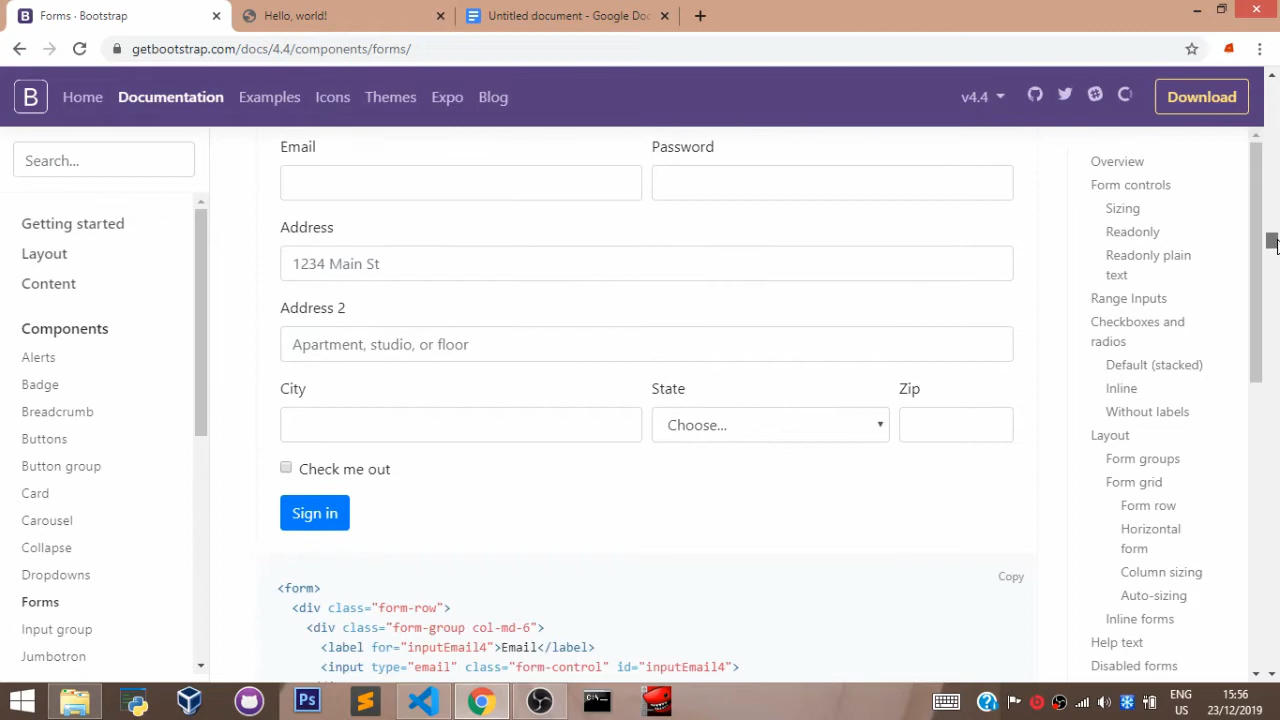 Forms · Bootstrap
Hello, world!
Untitled document - Google Doc
getbootstrap.com/docs/4.4/components/forms/
B Home Documentation Examples Icons Themes Expo Blog v4.4 Download
Search...
Getting started
Layout
Content
Components
Alerts
Badge
Breadcrumb
Buttons
Button group
Card
Carousel
Collapse
Dropdowns
Forms
Input group
Jumbotron
Email Password
Address
1234 Main St
Address 2
Apartment, studio, or floor
City State Zip
Choose...
Check me out
Sign in
Copy
<form>
<div class="form-row">
<div class="form-group col-md-6">
<label for="inputEmail4">Email</label>
<input type="email" class="form-control" id="inputEmail4">
Overview
Form controls
Sizing
Readonly
Readonly plain
text
Range Inputs
Checkboxes and
radios
Default (stacked)
Inline
Without labels
Layout
Form groups
Form grid
Form row
Horizontal
form
Column sizing
Auto-sizing
Inline forms
Help text
Disabled forms
Ps
ENG
US
15:56
23/12/2019